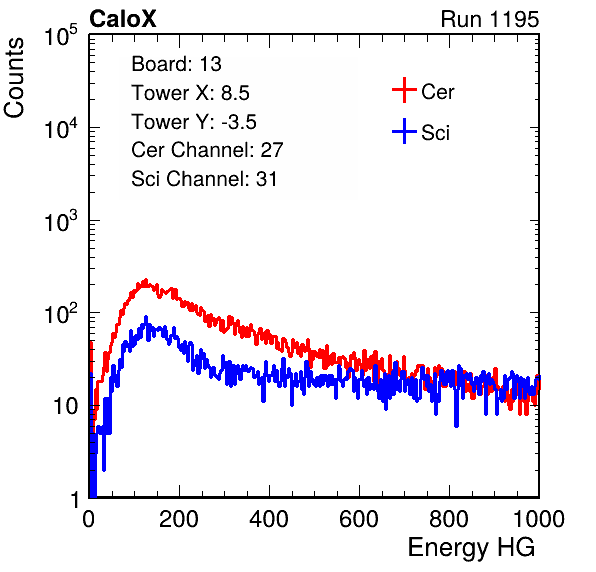 CaloX Run 1195
Counts
10^5
10^4
10^3
10^2
10
1
Board: 13
Tower X: 8.5
Tower Y: -3.5
Cer Channel: 27
Sci Channel: 31
Cer
Sci
0 200 400 600 800 1000
Energy HG